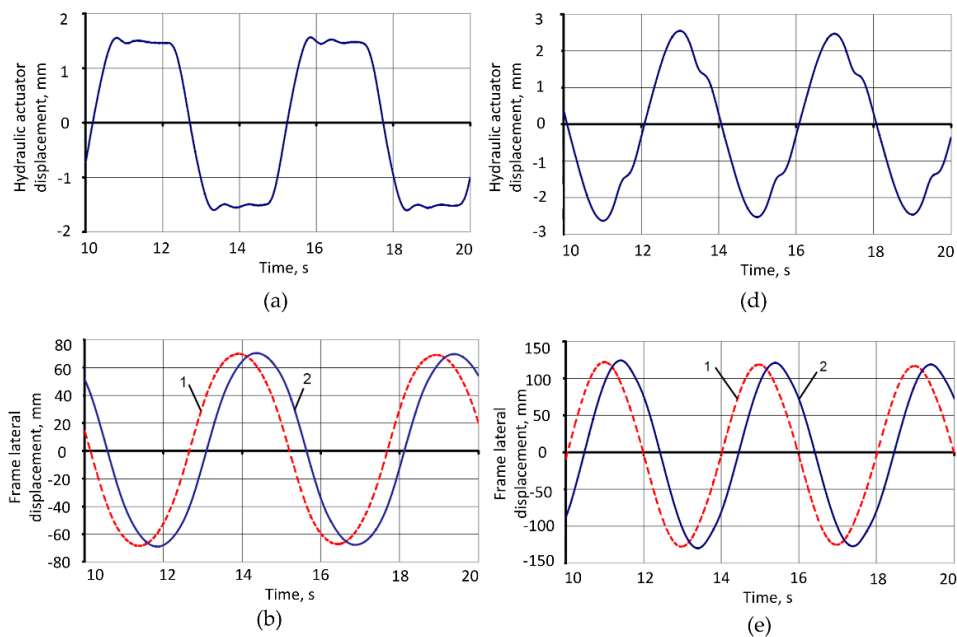 Hydraulic actuator
displacement, mm
2
1
0
-1
-2
10 12 14 16 18 20
Time, s
(a)
Hydraulic actuator
displacement, mm
3
2
1
0
-1
-2
-3
10 12 14 16 18 20
Time, s
(d)
Frame lateral
displacement, mm
80
60
40
20
0
-20
-40
-60
-80
1
2
10 12 14 16 18 20
Time, s
(b)
Frame lateral
displacement, mm
150
100
50
0
-50
-100
-150
1
2
10 12 14 16 18 20
Time, s
(e)